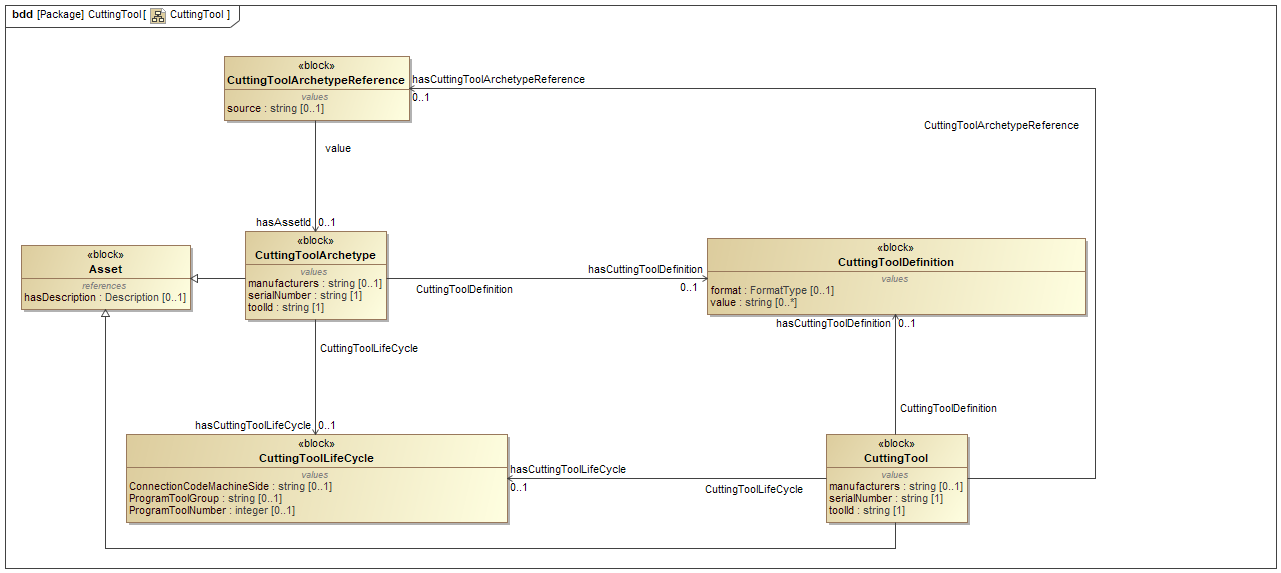 bdd [Package] CuttingTool[ CuttingTool ]
«block»
CuttingToolArchetypeReference
values
source : string [0..1]
hasCuttingToolArchetypeReference
0..1
CuttingToolArchetypeReference
value
hasAssetId 0..1
«block»
Asset
references
hasDescription : Description [0..1]
«block»
CuttingToolArchetype
values
manufacturers : string [0..1]
serialNumber : string [1]
toolId : string [1]
hasCuttingToolDefinition
0..1
CuttingToolDefinition
«block»
CuttingToolDefinition
values
format : FormatType [0..1]
value : string [0..*]
hasCuttingToolDefinition 0..1
CuttingToolLifeCycle
CuttingToolDefinition
hasCuttingToolLifeCycle 0..1
«block»
CuttingToolLifeCycle
values
ConnectionCodeMachineSide : string [0..1]
ProgramToolGroup : string [0..1]
ProgramToolNumber : integer [0..1]
hasCuttingToolLifeCycle
0..1
CuttingToolLifeCycle
«block»
CuttingTool
values
manufacturers : string [0..1]
serialNumber : string [1]
toolId : string [1]